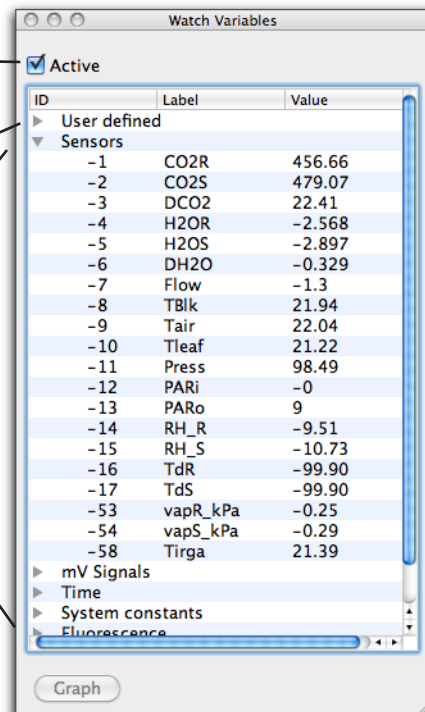 Watch Variables
Active
ID Label Value
User defined
Sensors
-1 CO2R 456.66
-2 CO2S 479.07
-3 DCO2 22.41
-4 H2OR -2.568
-5 H2OS -2.897
-6 DH2O -0.329
-7 Flow -1.3
-8 TBlk 21.94
-9 Tair 22.04
-10 Tleaf 21.22
-11 Press 98.49
-12 PARi -0
-13 PARo 9
-14 RH_R -9.51
-15 RH_S -10.73
-16 TdR -99.90
-17 TdS -99.90
-53 vapR_kPa -0.25
-54 vapS_kPa -0.29
-58 Tirga 21.39
mV Signals
Time
System constants
Fluorescence
Graph